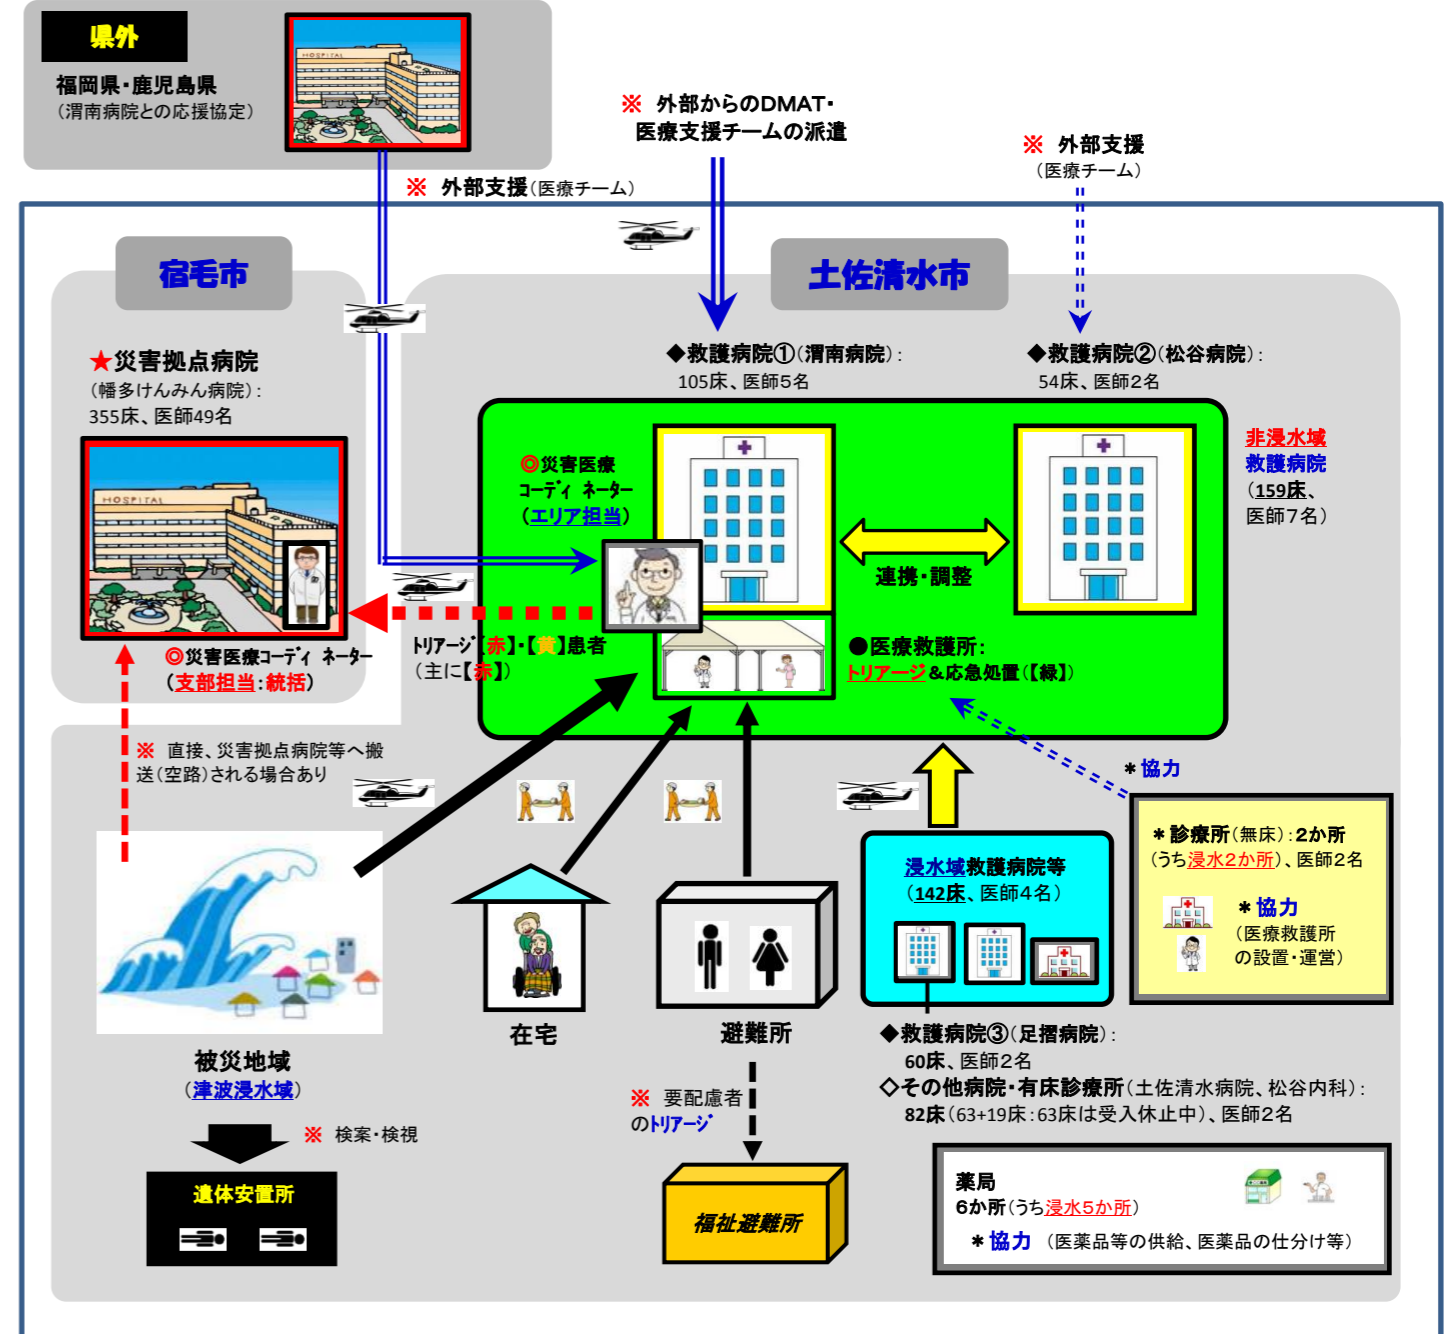 県外
福岡県・鹿児島県
（渭南病院との応援協定）
HOSPITAL
※ 外部からのDMAT・
医療支援チームの派遣
※ 外部支援
（医療チーム）
※ 外部支援（医療チーム）
宿毛市
土佐清水市
★災害拠点病院
（幡多けんみん病院）：
355床、医師49名
HOSPITAL
◎災害医療コーディネーター
（支部担当：統括）
◆救護病院①（渭南病院）：
105床、医師5名
◆救護病院②（松谷病院）：
54床、医師2名
非浸水域
救護病院
（159床、
医師7名）
◎災害医療
コーディネーター
（エリア担当）
連携・調整
トリアージ【赤】・【黄】患者
（主に【赤】）
●医療救護所：
トリアージ＆応急処置（【緑】）
※ 直接、災害拠点病院等へ搬
送（空路）される場合あり
＊協力
＊診療所（無床）：2か所
（うち浸水2か所）、医師2名
＊協力
（医療救護所
の設置・運営）
浸水域救護病院等
（142床、医師4名）
在宅
避難所
◆救護病院③（足摺病院）：
60床、医師2名
◇その他病院・有床診療所（土佐清水病院、松谷内科）：
82床（63+19床：63床は受入休止中）、医師2名
被災地域
（津波浸水域）
※ 検案・検視
遺体安置所
※ 要配慮者
のトリアージ
福祉避難所
薬局
6か所（うち浸水5か所）
＊協力 （医薬品等の供給、医薬品の仕分け等）